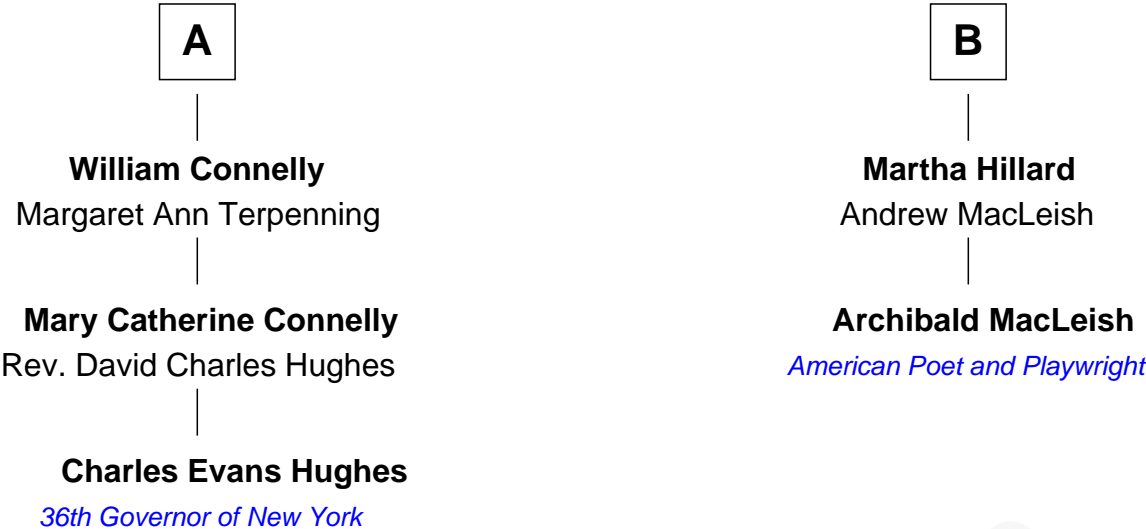 A
William Connelly
Margaret Ann Terpenning
Mary Catherine Connelly
Rev. David Charles Hughes
Charles Evans Hughes
36th Governor of New York
B
Martha Hillard
Andrew MacLeish
Archibald MacLeish
American Poet and Playwright